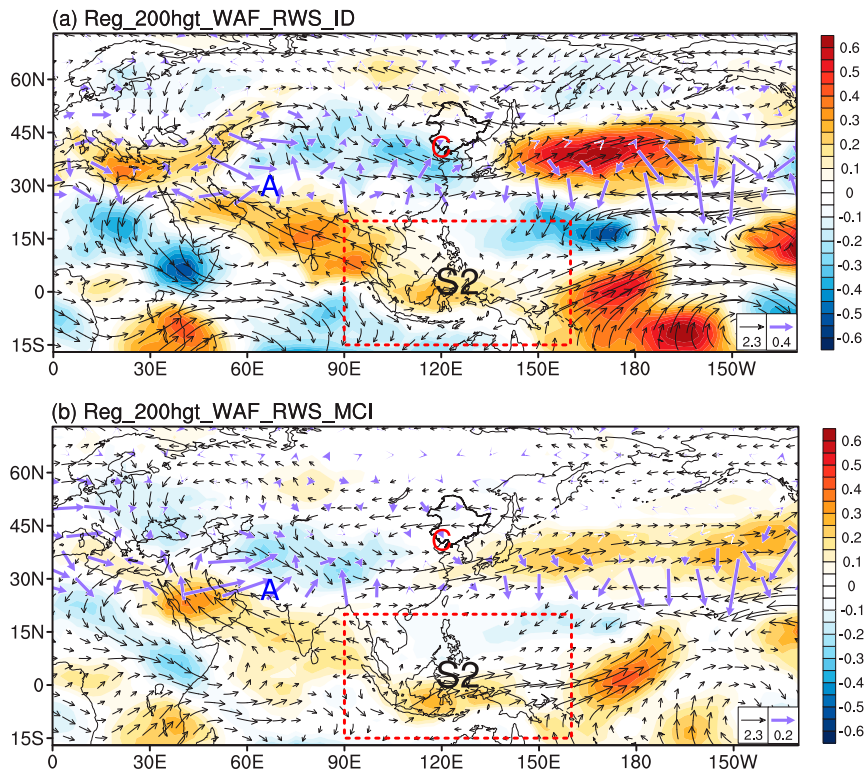 (a) Reg_200hgt_WAF_RWS_ID
60N
45N
30N
15N
0
15S
C
A
S2
2.3
0.4
0
30E
60E
90E
120E
150E
180
150W
0.6
0.5
0.4
0.3
0.2
0.1
0
-0.1
-0.2
-0.3
-0.4
-0.5
-0.6
(b) Reg_200hgt_WAF_RWS_MCI
60N
45N
30N
15N
0
15S
C
A
S2
2.3
0.2
0
30E
60E
90E
120E
150E
180
150W
0.6
0.5
0.4
0.3
0.2
0.1
0
-0.1
-0.2
-0.3
-0.4
-0.5
-0.6